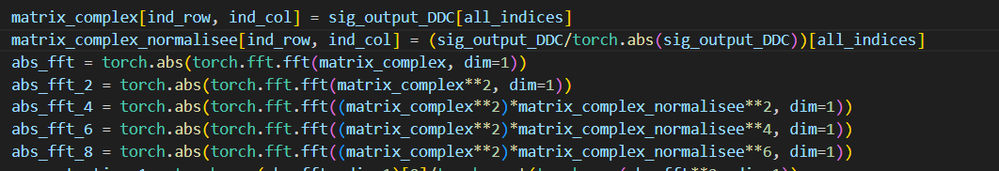 matrix_complex[ind_row, ind_col] = sig_output_DDC[all_indices]
matrix_complex_normalisee[ind_row, ind_col] = (sig_output_DDC/torch.abs(sig_output_DDC))[all_indices]
abs_fft = torch.abs(torch.fft.fft(matrix_complex, dim=1))
abs_fft_2 = torch.abs(torch.fft.fft(matrix_complex**2, dim=1))
abs_fft_4 = torch.abs(torch.fft.fft((matrix_complex**2)*matrix_complex_normalisee**2, dim=1))
abs_fft_6 = torch.abs(torch.fft.fft((matrix_complex**2)*matrix_complex_normalisee**4, dim=1))
abs_fft_8 = torch.abs(torch.fft.fft((matrix_complex**2)*matrix_complex_normalisee**6, dim=1))